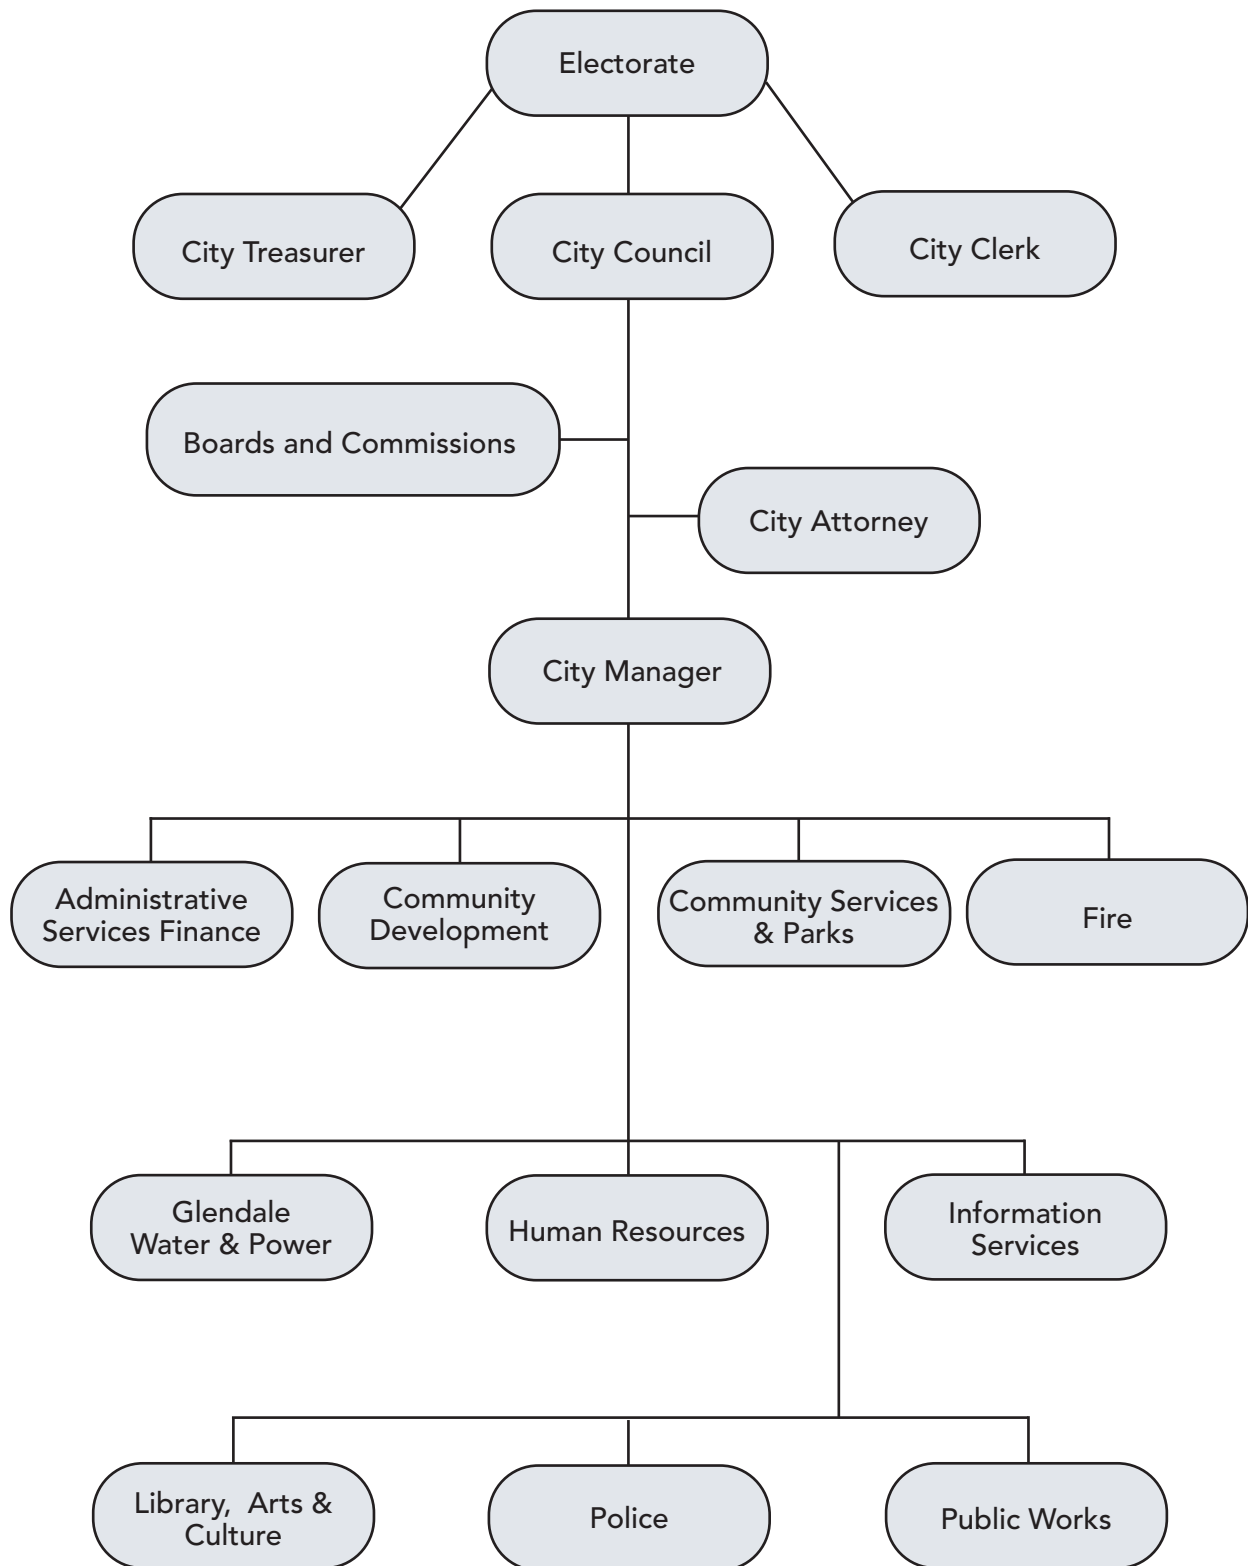 Electorate
City Treasurer
City Council
City Clerk
Boards and Commissions
City Attorney
City Manager
Administrative
Services Finance
Community
Development
Community Services
& Parks
Fire
Glendale
Water & Power
Human Resources
Information
Services
Library,  Arts &
Culture
Police
Public Works